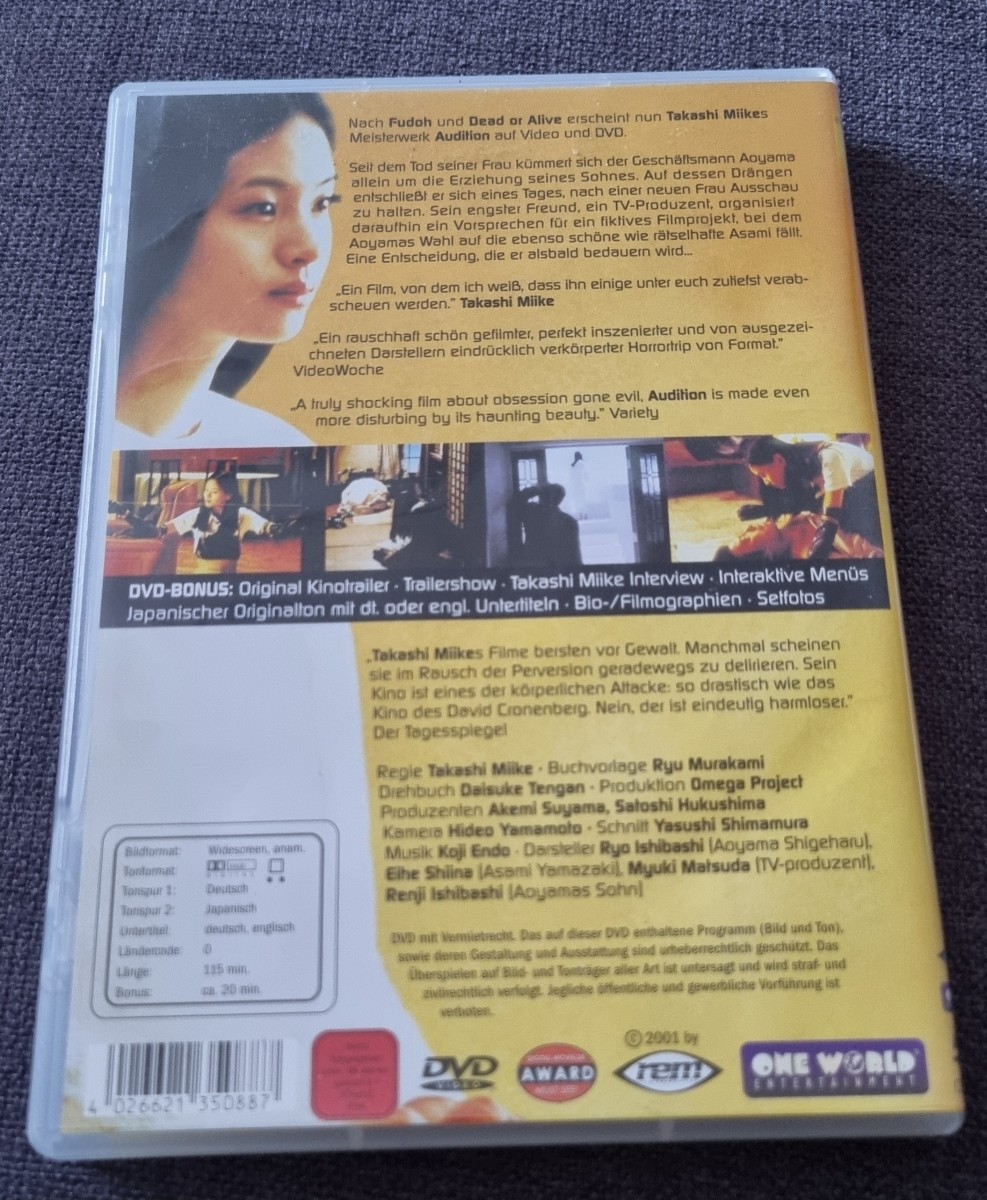 Nach Fudoh und Dead or Alive erscheint nun Takashi Miikes
Meisterwerk Audition auf Video und DVD.
Seit dem Tod seiner Frau kümmert sich der Geschäftsmann Aoyama
allein um die Erziehung seines Sohnes. Auf dessen Drängen
entschließt er sich eines Tages, nach einer neuen Frau Ausschau
zu halten. Sein engster Freund, ein TV-Produzent, organisiert
daraufhin ein Vorsprechen für ein fiktives Filmprojekt, bei dem
Aoyamas Wahl auf die ebenso schöne wie rätselhafte Asami fällt.
Eine Entscheidung, die er alsbald bedauern wird...
„Ein Film, von dem ich weiß, dass ihn einige unter euch zutiefst verab-
scheuen werden.” Takashi Miike
„Ein rauschhaft schön gefilmter, perfekt inszenierter und von ausgezei-
chneten Darstellern eindrücklich verkörperter Horrortrip von Format.”
VideoWoche
„A truly shocking film about obsession gone evil, Audition is made even
more disturbing by its haunting beauty.” Variety
DVD-BONUS: Original Kinotrailer · Trailershow · Takashi Miike Interview · Interaktive Menüs
Japanischer Originalton mit dt. oder engl. Untertiteln · Bio-/Filmographien · Setfotos
„Takashi Miikes Filme bersten vor Gewalt. Manchmal scheinen
sie im Rausch der Perversion geradewegs zu delirieren. Sein
Kino ist eines der körperlichen Attacke: so drastisch wie das
Kino des David Cronenberg. Nein, der ist eindeutig harmloser.”
Der Tagesspiegel
Regie Takashi Miike · Buchvorlage Ryu Murakami
Drehbuch Daisuke Tengan · Produktion Omega Project
Produzenten Akemi Suyama, Satoshi Hukushima
Kamera Hideo Yamamoto · Schnitt Yasushi Shimamura
Musik Koji Endo · Darsteller Ryo Ishibashi (Aoyama Shigeharu),
Eihe Shiina (Asami Yamazaki), Myuki Matsuda (TV-produzent),
Renji Ishibashi (Aoyamas Sohn)
Bildformat: Widescreen, anam.
Tonformat: DIGITAL
Tonspur 1: Deutsch
Tonspur 2: Japanisch
Untertitel: deutsch, englisch
Ländercode: 0
Länge: 115 min.
Bonus: ca. 20 min.
DVD mit Vermietrecht. Das auf dieser DVD enthaltene Programm (Bild und Ton),
sowie deren Gestaltung und Ausstattung sind urheberrechtlich geschützt. Das
Überspielen auf Bild- und Tonträger aller Art ist untersagt und wird straf- und
zivilrechtlich verfolgt. Jegliche öffentliche und gewerbliche Vorführung ist
verboten.
© 2001 by
4 026621 350887
DVD VIDEO
AWARD
rem
ONE WORLD
ENTERTAINMENT